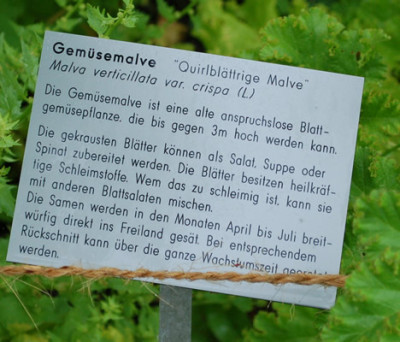 Gemüsemalve "Quirlblättrige Malve"
Malva verticillata var. crispa (L)
Die Gemüsemalve ist eine alte anspruchslose Blatt-
gemüsepflanze, die bis gegen 3m hoch werden kann.
Die gekrausten Blätter können als Salat, Suppe oder
Spinat zubereitet werden. Die Blätter besitzen heilkräf-
tige Schleimstoffe. Wem das zu schleimig ist, kann sie
mit anderen Blattsalaten mischen.
Die Samen werden in den Monaten April bis Juli breit-
würfig direkt ins Freiland gesät. Bei entsprechendem
Rückschnitt kann über die ganze Wachstumszeit geerntet
werden.